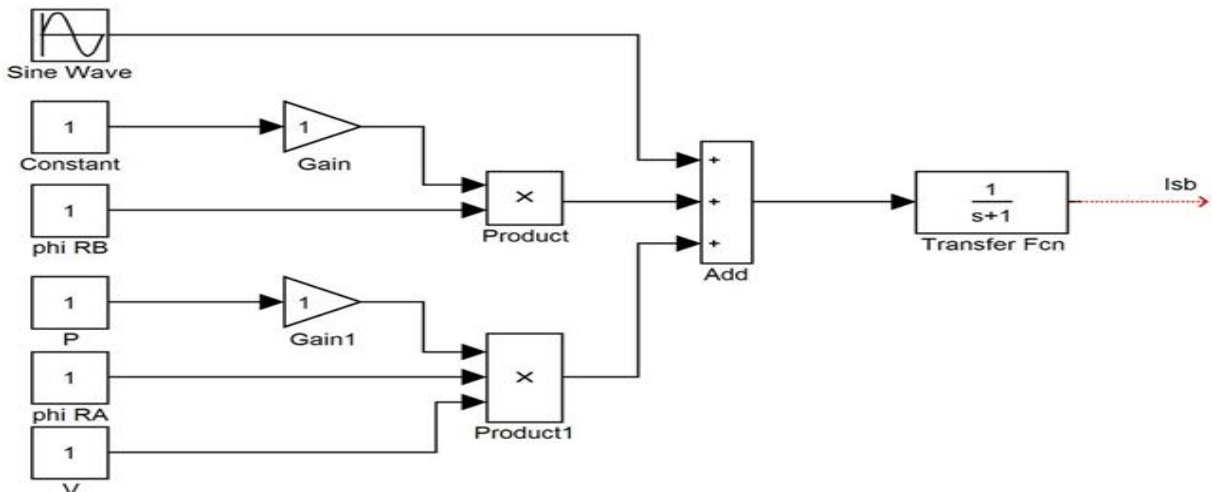 Sine Wave
1
Constant
1
Gain
1
phi RB
×
Product
1
P
1
Gain1
1
phi RA
1
V
×
Product1
+
+
+
Add
1
s+1
Transfer Fcn
Isb